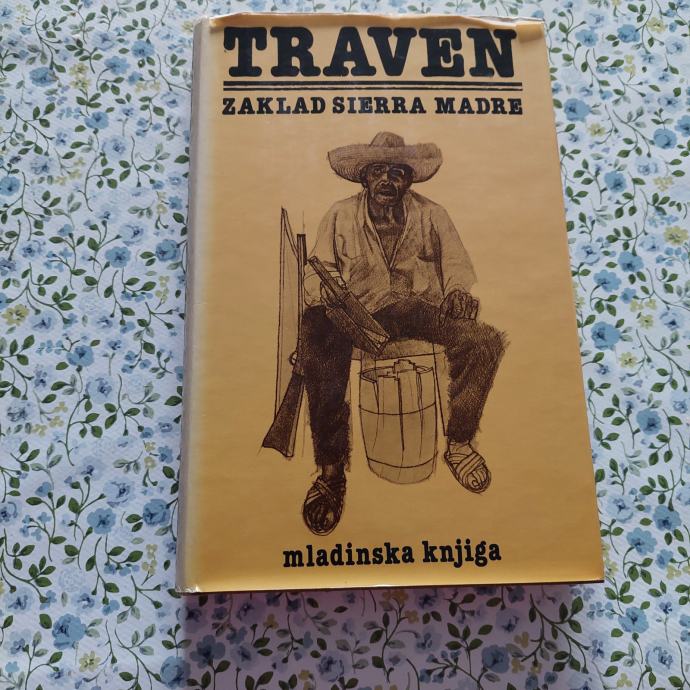 TRAVEN
ZAKLAD SIERRA MADRE
mladinska knjiga